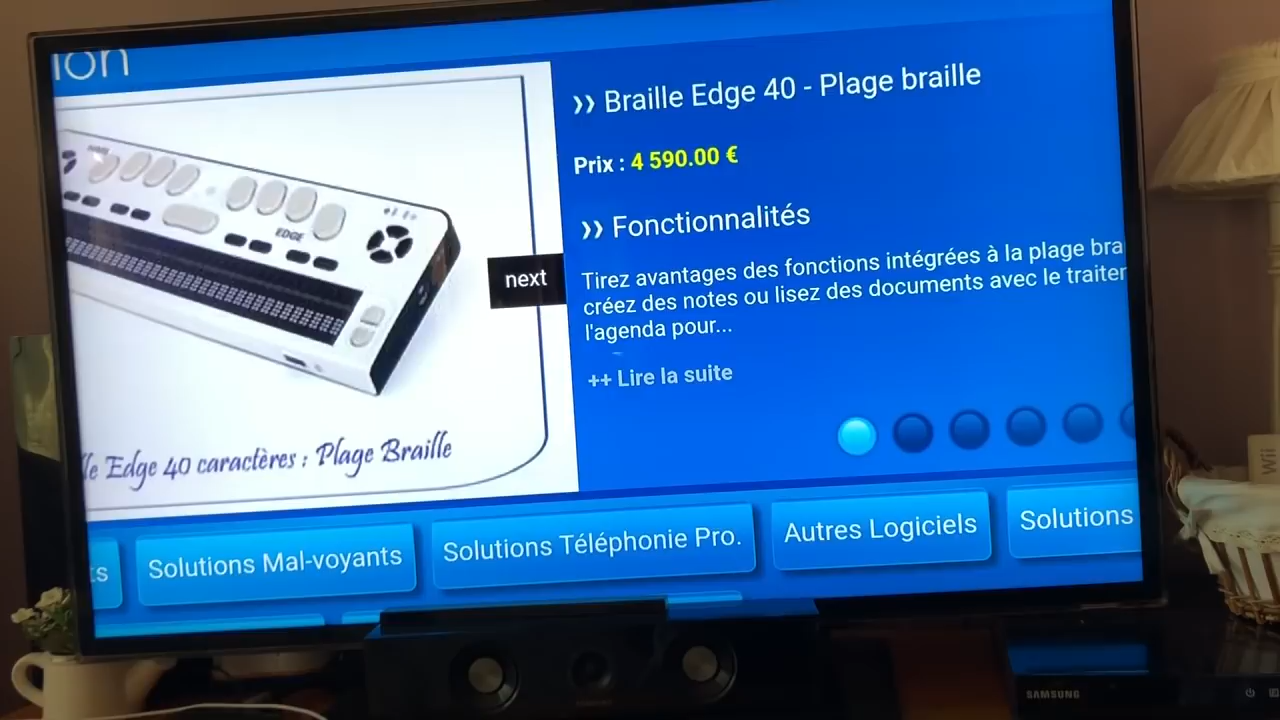 ion
›› Braille Edge 40 - Plage braille
Prix : 4 590.00 €
›› Fonctionnalités
Tirez avantages des fonctions intégrées à la plage bra
créez des notes ou lisez des documents avec le traiter
l'agenda pour...
++ Lire la suite
next
EDGE
lle Edge 40 caractères : Plage Braille
ts
Solutions Mal-voyants
Solutions Téléphonie Pro.
Autres Logiciels
Solutions
Wii
SAMSUNG